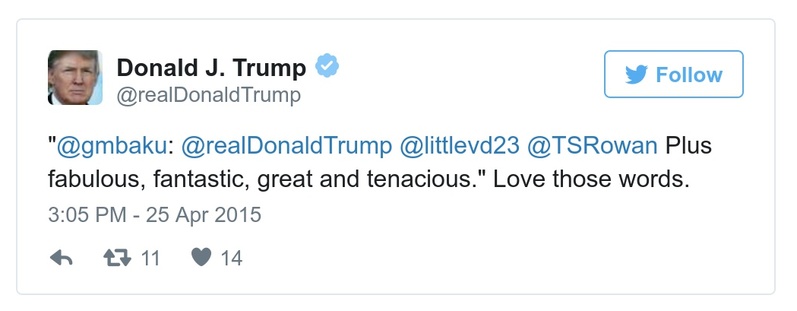 Donald J. Trump
@realDonaldTrump
Follow
"@gmbaku: @realDonaldTrump @littlevd23 @TSRowan Plus
fabulous, fantastic, great and tenacious." Love those words.
3:05 PM - 25 Apr 2015
11 14